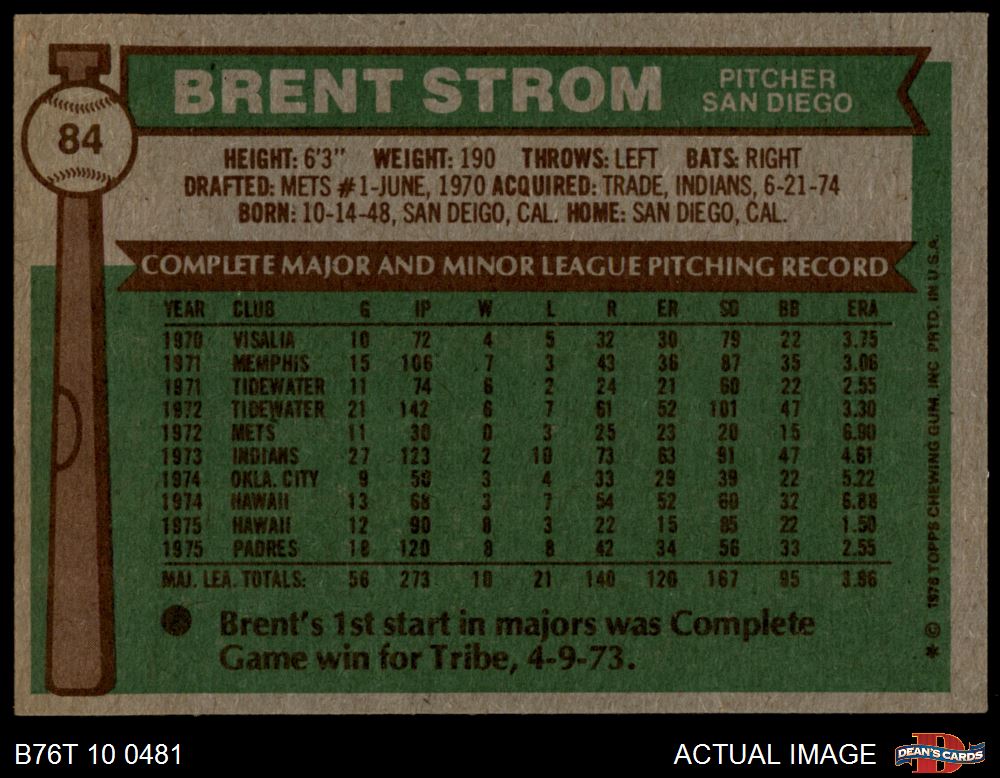 84
BRENT STROM
PITCHER
SAN DIEGO
HEIGHT: 6'3" WEIGHT: 190 THROWS: LEFT BATS: RIGHT
DRAFTED: METS #1-JUNE, 1970 ACQUIRED: TRADE, INDIANS, 6-21-74
BORN: 10-14-48, SAN DEIGO, CAL. HOME: SAN DIEGO, CAL.
COMPLETE MAJOR AND MINOR LEAGUE PITCHING RECORD
YEAR CLUB G IP W L R ER SO BB ERA
1970 VISALIA 10 72 4 5 32 30 79 22 3.75
1971 MEMPHIS 15 106 7 3 43 36 87 35 3.06
1971 TIDEWATER 11 74 6 2 24 21 60 22 2.55
1972 TIDEWATER 21 142 6 7 61 52 101 47 3.30
1972 METS 11 30 0 3 25 23 20 15 6.90
1973 INDIANS 27 123 2 10 73 63 91 47 4.61
1974 OKLA. CITY 9 50 3 4 33 29 39 22 5.22
1974 HAWAII 13 68 3 7 54 52 60 32 6.88
1975 HAWAII 12 90 8 3 22 15 85 22 1.50
1975 PADRES 18 120 8 8 42 34 56 33 2.55
MAJ. LEA. TOTALS: 56 273 10 21 140 120 167 95 3.96
Brent's 1st start in majors was Complete
Game win for Tribe, 4-9-73.
* © 1976 TOPPS CHEWING GUM, INC PRTD. IN U.S.A.
B76T 10 0481
ACTUAL IMAGE
DEAN'S CARDS